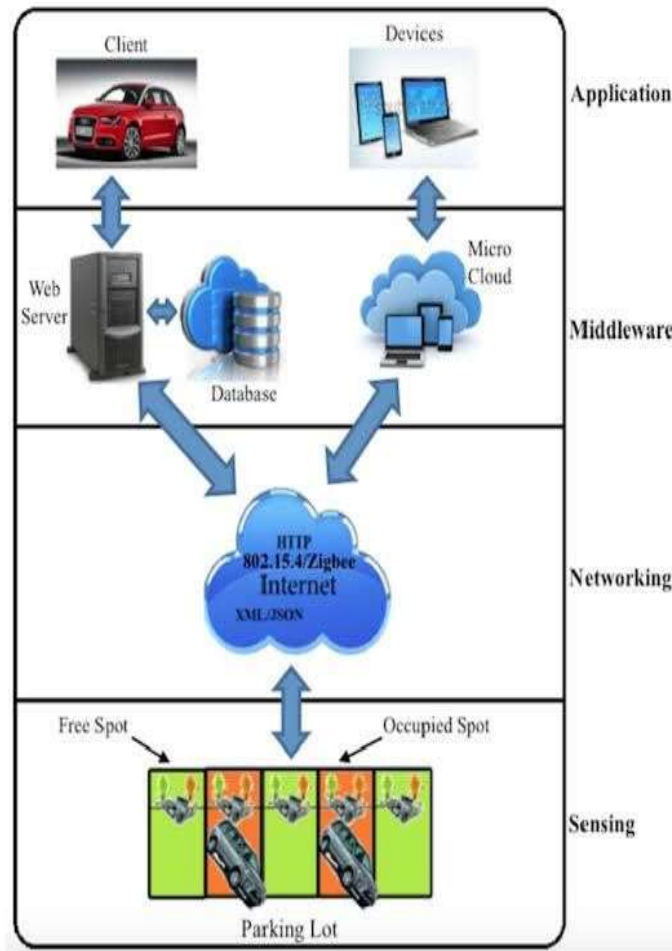 Client
Devices
Application
Web
Server
Micro
Cloud
Middleware
Database
HTTP
802.15.4/Zigbee
Internet
XML/JSON
Networking
Free Spot
Occupied Spot
Sensing
Parking Lot